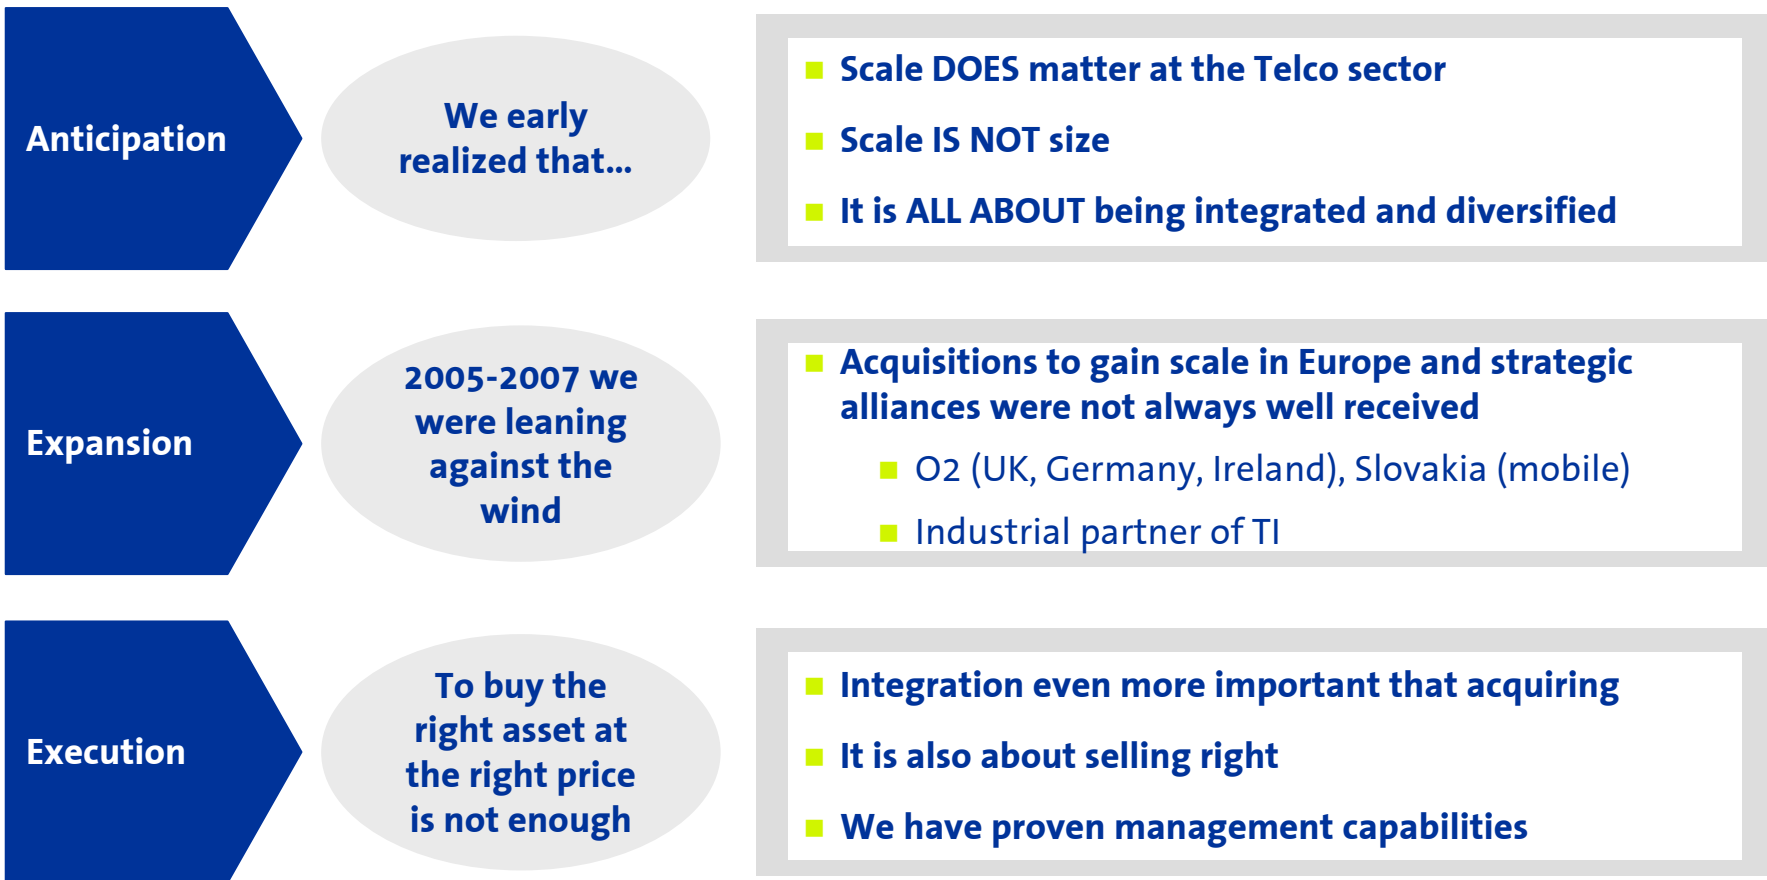 Anticipation
We early
realized that...
Scale DOES matter at the Telco sector
Scale IS NOT size
It is ALL ABOUT being integrated and diversified
Expansion
2005-2007 we
were leaning
against the
wind
Acquisitions to gain scale in Europe and strategic
alliances were not always well received
O2 (UK, Germany, Ireland), Slovakia (mobile)
Industrial partner of TI
Execution
To buy the
right asset at
the right price
is not enough
Integration even more important that acquiring
It is also about selling right
We have proven management capabilities